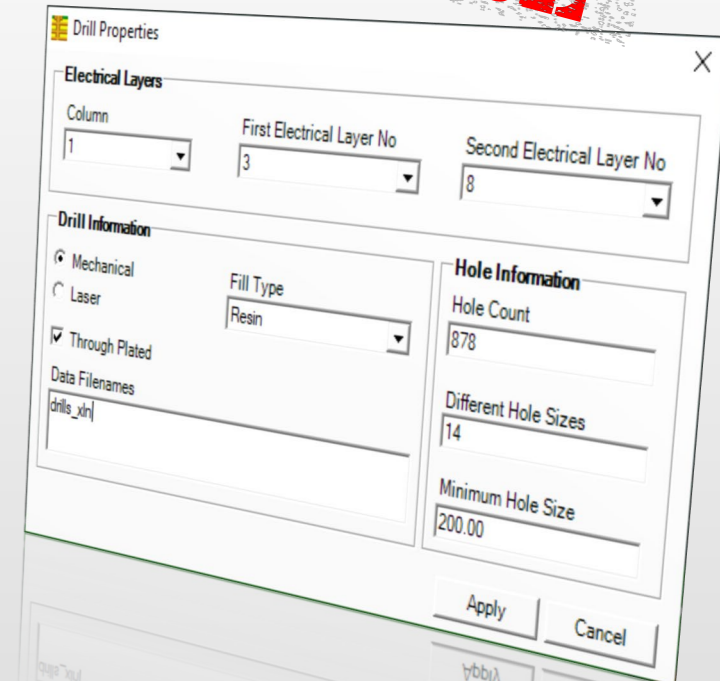 Drill Properties
Electrical Layers
Column
1
First Electrical Layer No
3
Second Electrical Layer No
8
Drill Information
Mechanical
Laser
Through Plated
Fill Type
Resin
Data Filenames
drills_xln
Hole Information
Hole Count
878
Different Hole Sizes
14
Minimum Hole Size
200.00
Apply
Cancel